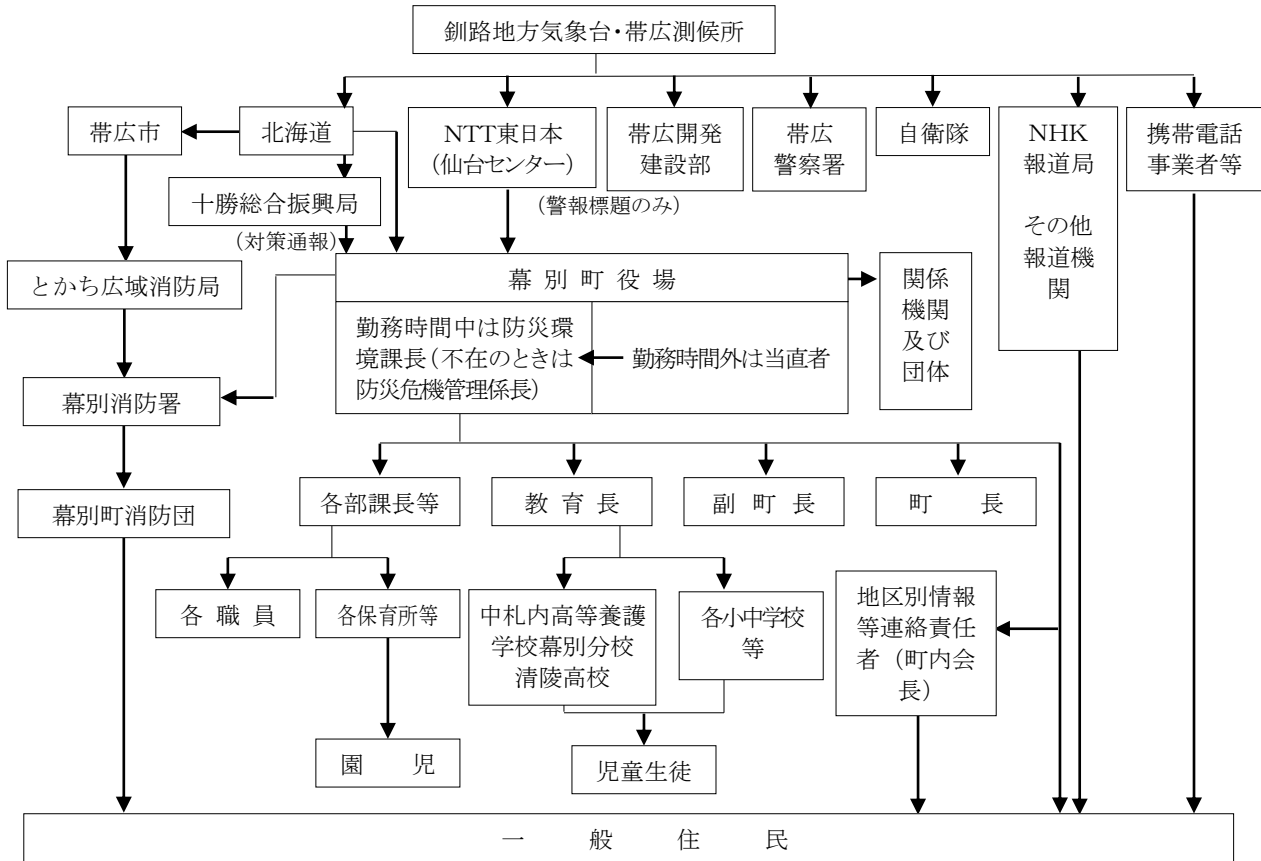 釧路地方気象台・帯広測候所
帯広市
北海道
NTT東日本
(仙台センター)
帯広開発
建設部
帯広
警察署
自衛隊
NHK
報道局
その他
報道機
関
携帯電話
事業者等
十勝総合振興局
(対策通報)
(警報標題のみ)
とかち広域消防局
幕別町役場
関係
機関
及び
団体
勤務時間中は防災環
境課長(不在のときは
防災危機管理係長)
勤務時間外は当直者
幕別消防署
各部課長等
教育長
副町長
町長
幕別町消防団
各職員
各保育所等
中札内高等養護
学校幕別分校
清陵高校
各小中学校
等
地区別情報
等連絡責任
者(町内会
長)
園児
児童生徒
一般住民